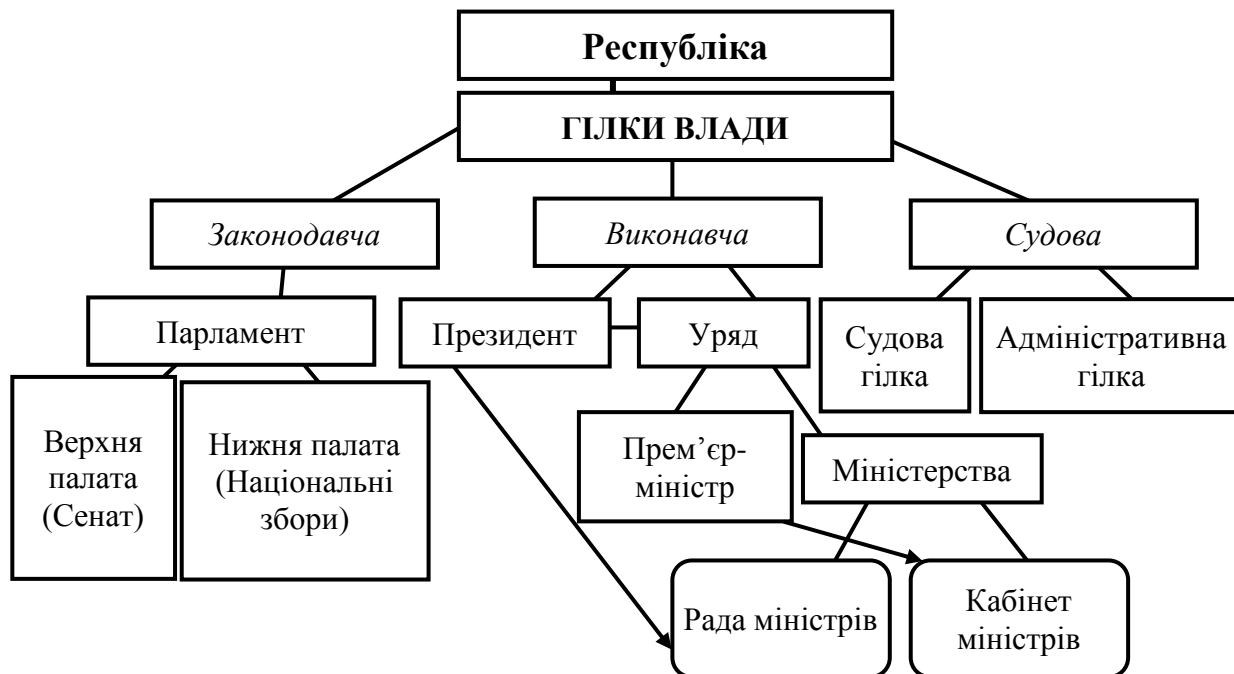 Республіка
ГІЛКИ ВЛАДИ
Законодавча
Виконавча
Судова
Парламент
Президент
Уряд
Судова
гілка
Адміністративна
гілка
Верхня
палата
(Сенат)
Нижня палата
(Національні
збори)
Прем’єр-
міністр
Міністерства
Рада міністрів
Кабінет
міністрів